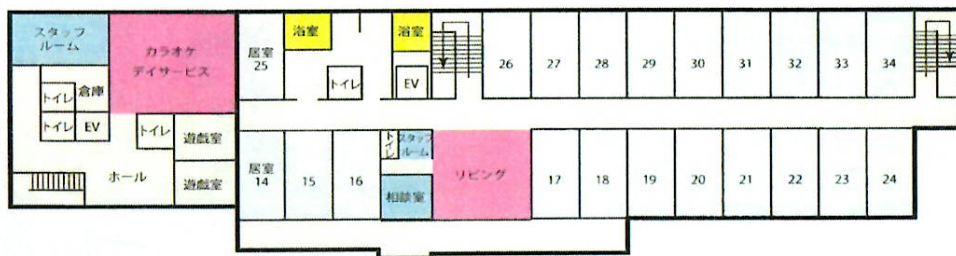 スタッフ
ルーム
カラオケ
デイサービス
トイレ
倉庫
トイレ
EV
トイレ
遊戯室
遊戯室
ホール
居室
25
浴室
トイレ
浴室
EV
26
27
28
29
30
31
32
33
34
居室
14
15
16
トイレ
スタッフ
ルーム
相談室
リビング
17
18
19
20
21
22
23
24